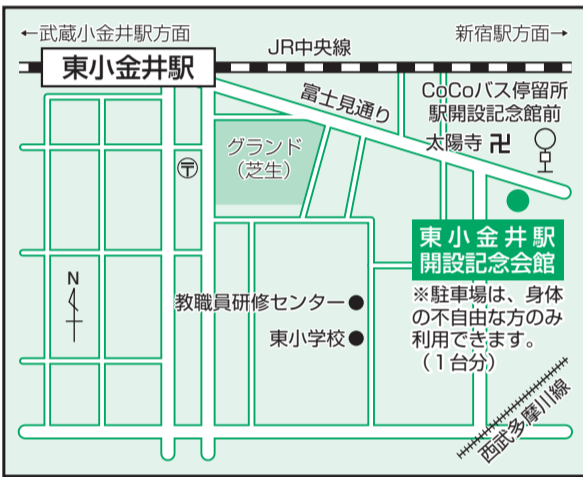 ←武蔵小金井駅方面
新宿駅方面→
JR中央線
東小金井駅
富士見通り
CoCoバス停留所
駅開設記念館前
太陽寺 卍
グランド
(芝生)
〒
東小金井駅
開設記念会館
※駐車場は、身体
の不自由な方のみ
利用できます。
(1台分)
N
教職員研修センター●
東小学校●
西武多摩川線